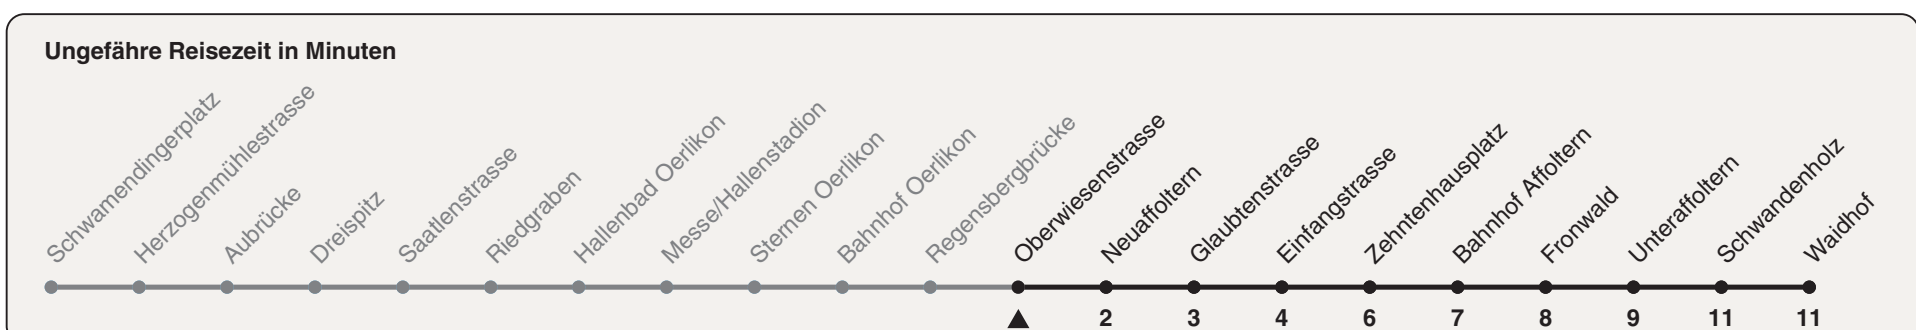 Ungefähre Reisezeit in Minuten
Schwamendingerplatz
Herzogenmühlestrasse
Aubrücke
Dreispitz
Saatlenstrasse
Riedgraben
Hallenbad Oerlikon
Messe/Hallenstadion
Sternen Oerlikon
Bahnhof Oerlikon
Regensbergbrücke
Oberwiesenstrasse
Neuaffoltern
Glaubtenstrasse
Einfangstrasse
Zehntenhausplatz
Bahnhof Affoltern
Fronwald
Unteraffoltern
Schwandenholz
Waidhof
2 3 4 6 7 8 9 11 11